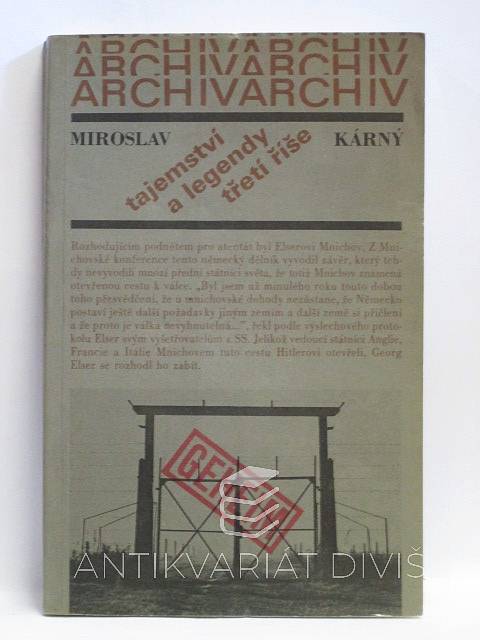 ARCHIVARCHIV
ARCHIVARCHIV
ARCHIVARCHIV
MIROSLAV KÁRNÝ
tajemství
a legendy
třetí říše
Rozhodujícím podnětem pro atentát byl Elserovi Mnichov. Z Mni-
chovské konference tento německý dělník vyvodil závěr, který teh-
dy nevyvodili mnozí přední státníci světa, že totiž Mnichov znamená
otevřenou cestu k válce. „Byl jsem už minulého roku touto dobou
toho přesvědčení, že u mnichovské dohody nezůstane, že Německo
postaví ještě další požadavky jiným zemím a další země si přičlení
a že proto je válka nevyhnutelná...”, řekl podle výslechového proto-
kolu Elser svým vyšetřovatelům z SS. Jelikož vedoucí státníci Anglie,
Francie a Itálie Mnichovem tuto cestu Hitlerovi otevřeli, Georg
Elser se rozhodl ho zabít.
GEHEIM
ANTIKVARIÁT DIVIŠ